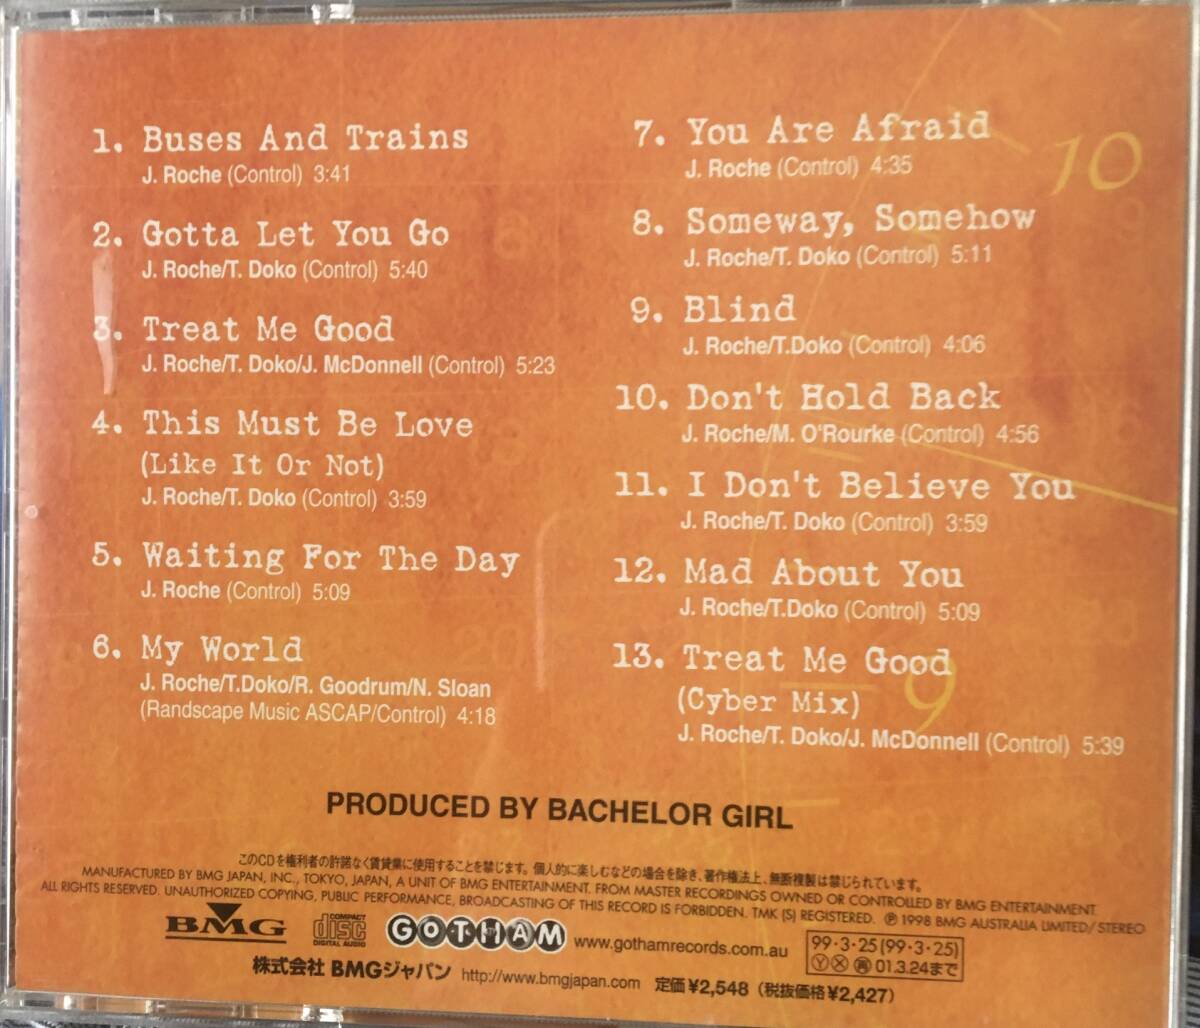 1. Buses And Trains
J. Roche (Control) 3:41
2. Gotta Let You Go
J. Roche/T. Doko (Control) 5:40
3. Treat Me Good
J. Roche/T. Doko/J. McDonnell (Control) 5:23
4. This Must Be Love
(Like It Or Not)
J. Roche/T. Doko (Control) 3:59
5. Waiting For The Day
J. Roche (Control) 5:09
6. My World
J. Roche/T.Doko/R. Goodrum/N. Sloan
(Randscape Music ASCAP/Control) 4:18
7. You Are Afraid
J. Roche (Control) 4:35
8. Someway, Somehow
J. Roche/T. Doko (Control) 5:11
9. Blind
J. Roche/T.Doko (Control) 4:06
10. Don't Hold Back
J. Roche/M. O'Rourke (Control) 4:56
11. I Don't Believe You
J. Roche/T. Doko (Control) 3:59
12. Mad About You
J. Roche/T.Doko (Control) 5:09
13. Treat Me Good
(Cyber Mix)
J. Roche/T. Doko/J. McDonnell (Control) 5:39
10
9
PRODUCED BY BACHELOR GIRL
このCDを権利者の許諾なく賃貸業に使用することを禁じます。個人的に楽しむなどの場合を除き、著作権法上、無断複製は禁じられています。
MANUFACTURED BY BMG JAPAN, INC., TOKYO, JAPAN, A UNIT OF BMG ENTERTAINMENT. FROM MASTER RECORDINGS OWNED OR CONTROLLED BY BMG ENTERTAINMENT.
ALL RIGHTS RESERVED. UNAUTHORIZED COPYING, PUBLIC PERFORMANCE, BROADCASTING OF THIS RECORD IS FORBIDDEN. TMK (S) REGISTERED. ℗ 1998 BMG AUSTRALIA LIMITED/STEREO
BMG COMPACT disc DIGITAL AUDIO GOTHAM www.gothamrecords.com.au
99・3・25(99・3・25)
Ⓨ Ⓧ ㊞ 01.3.24まで
株式会社 BMGジャパン http://www.bmgjapan.com 定価¥2,548（税抜価格¥2,427）